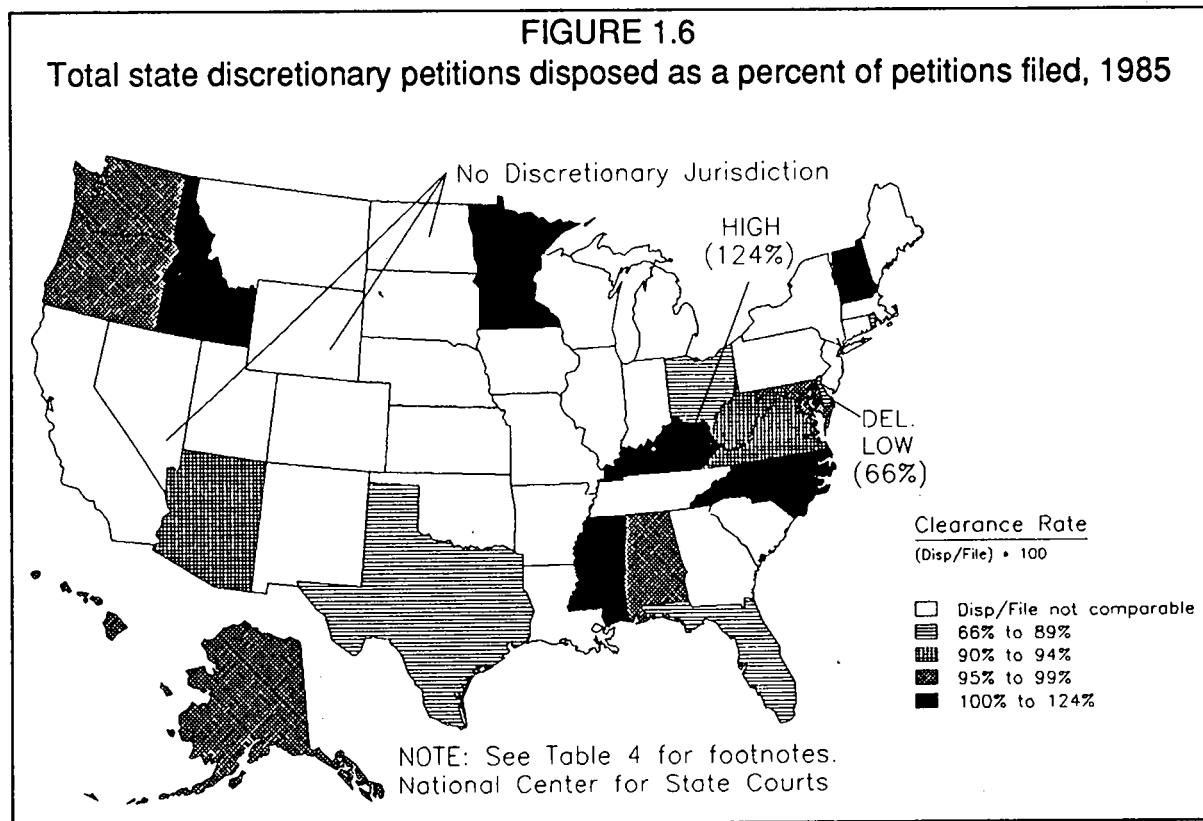 FIGURE 1.6
Total state discretionary petitions disposed as a percent of petitions filed, 1985
No Discretionary Jurisdiction
HIGH
(124%)
DEL.
LOW
(66%)
Clearance Rate
(Disp/File) * 100
Disp/File not comparable
66% to 89%
90% to 94%
95% to 99%
100% to 124%
NOTE: See Table 4 for footnotes.
National Center for State Courts